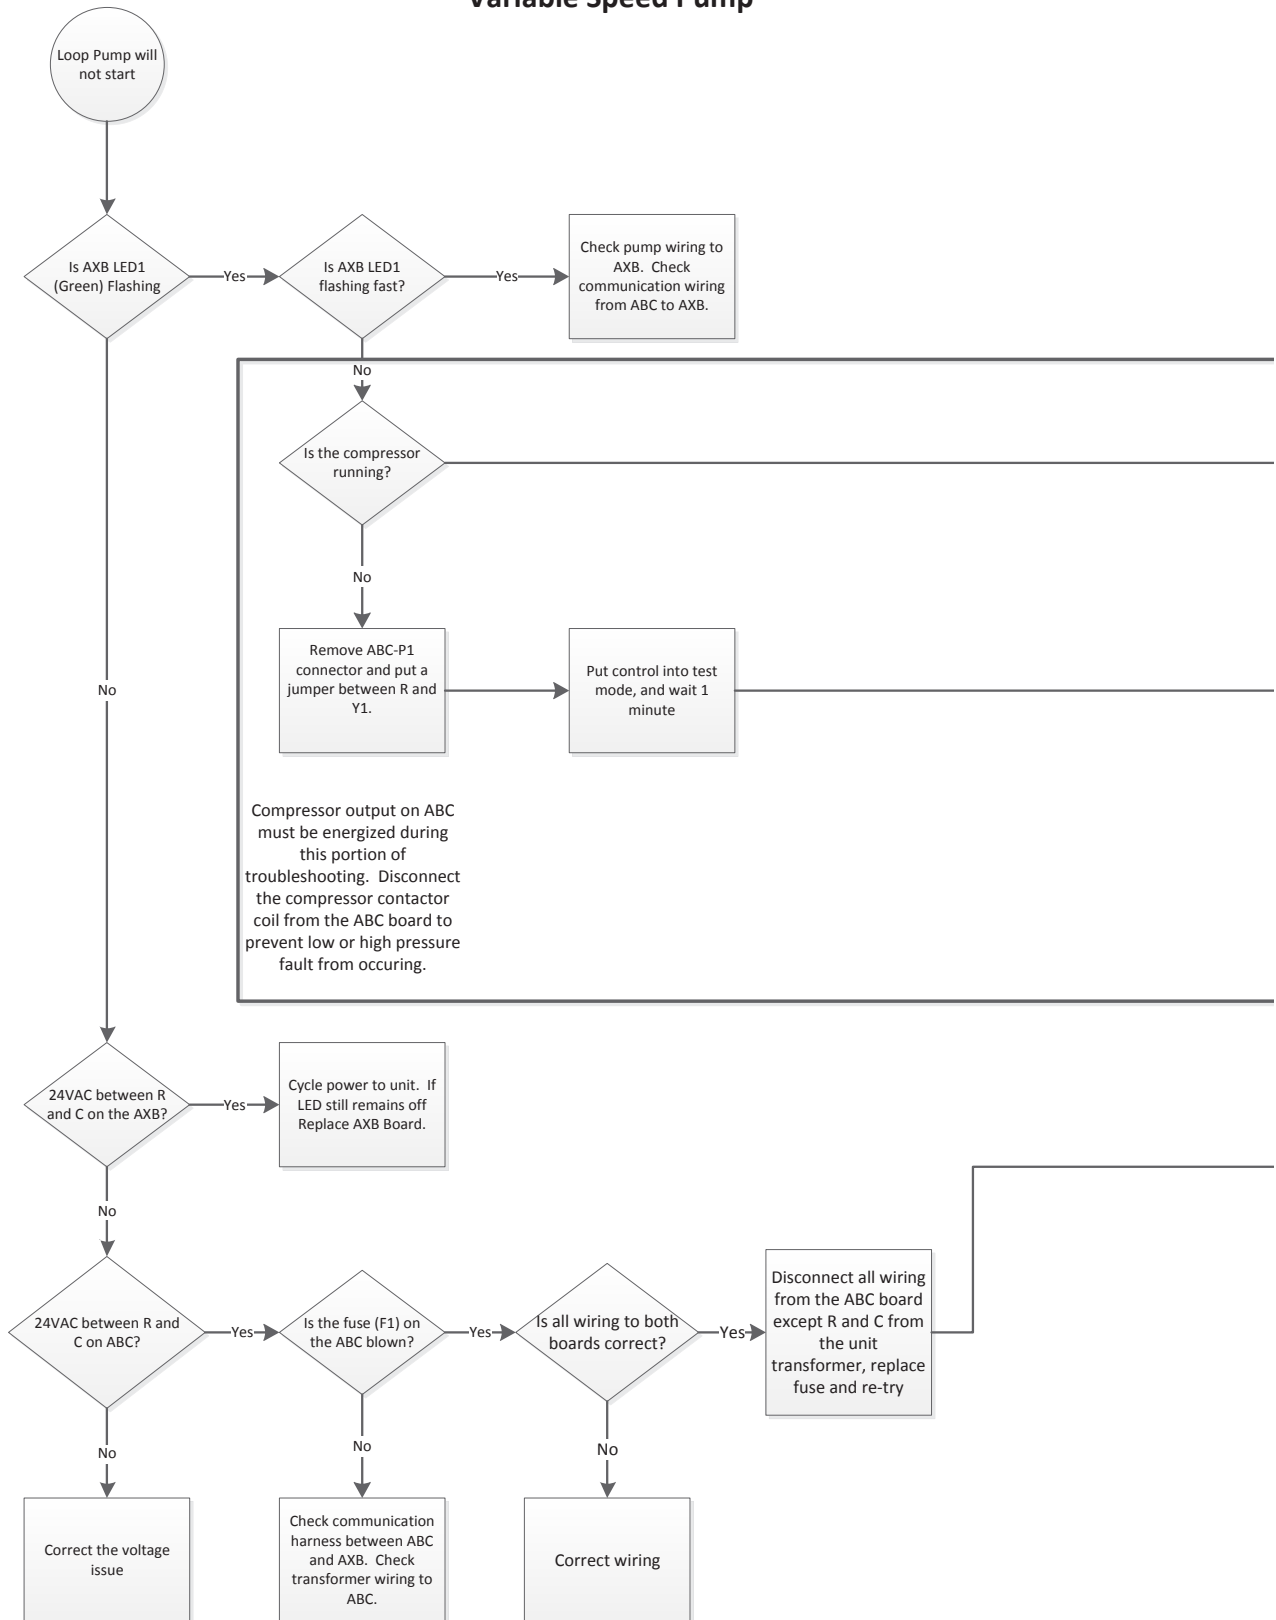 Variable Speed Pump
Loop Pump will
not start
Is AXB LED1
(Green) Flashing
Yes
Is AXB LED1
flashing fast?
Yes
Check pump wiring to
AXB. Check
communication wiring
from ABC to AXB.
No
Is the compressor
running?
No
Remove ABC-P1
connector and put a
jumper between R and
Y1.
Put control into test
mode, and wait 1
minute
No
Compressor output on ABC
must be energized during
this portion of
troubleshooting. Disconnect
the compressor contactor
coil from the ABC board to
prevent low or high pressure
fault from occuring.
24VAC between R
and C on the AXB?
Yes
Cycle power to unit. If
LED still remains off
Replace AXB Board.
No
24VAC between R and
C on ABC?
Yes
Is the fuse (F1) on
the ABC blown?
Yes
Is all wiring to both
boards correct?
Yes
Disconnect all wiring
from the ABC board
except R and C from
the unit
transformer, replace
fuse and re-try
No
No
No
Correct the voltage
issue
Check communication
harness between ABC
and AXB. Check
transformer wiring to
ABC.
Correct wiring